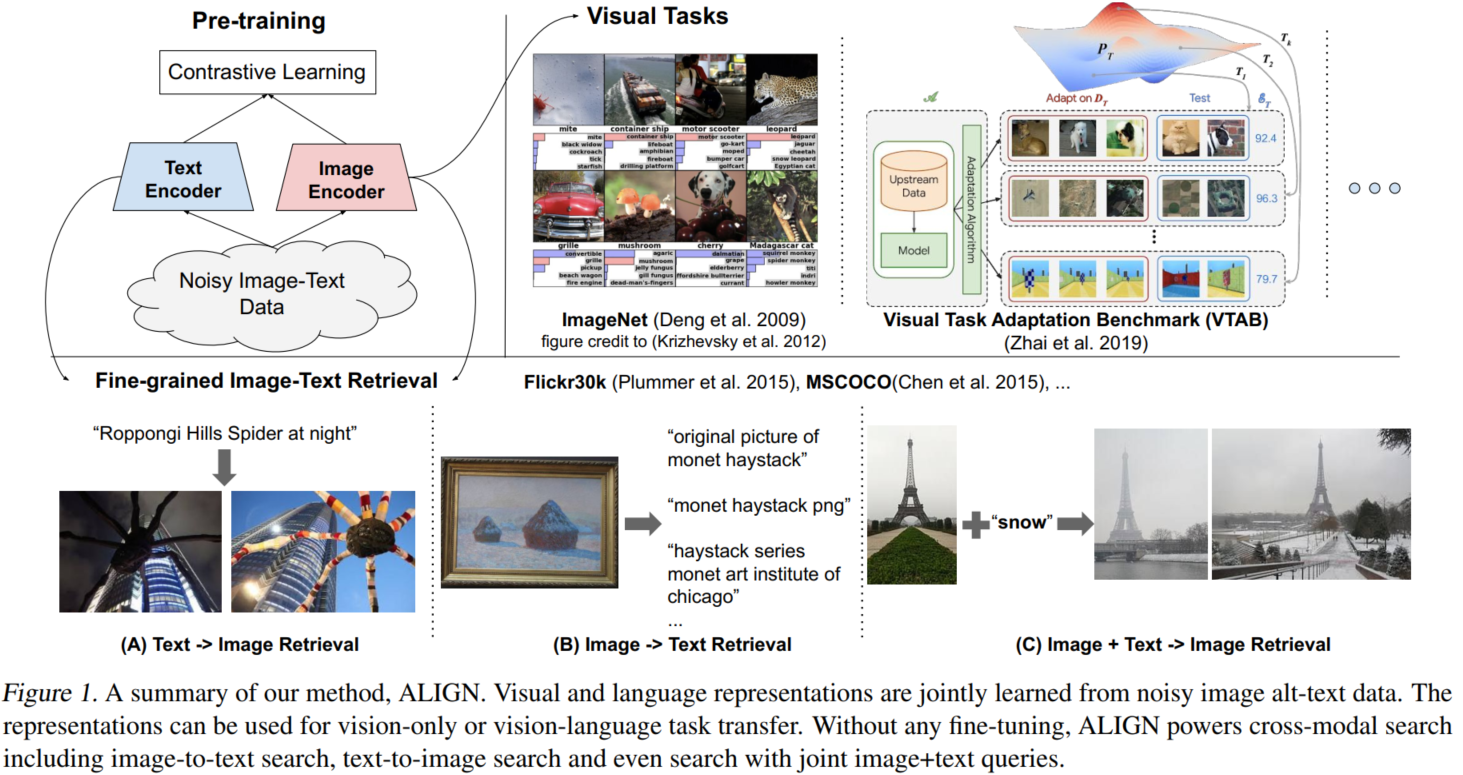 Pre-training
Contrastive Learning
Text
Encoder
Image
Encoder
Noisy Image-Text
Data
Visual Tasks
mite
container ship
motor scooter
leopard
mite
black widow
cockroach
tick
starfish
container ship
lifeboat
amphibian
fireboat
drilling platform
motor scooter
go-kart
moped
bumper car
golfcart
leopard
jaguar
cheetah
snow leopard
Egyptian cat
grille
mushroom
cherry
Madagascar cat
convertible
grille
pickup
beach wagon
fire engine
agaric
mushroom
jelly fungus
gill fungus
dead-man's-fingers
dalmatian
grape
elderberry
ffordshire bullterrier
currant
squirrel monkey
spider monkey
titi
indri
howler monkey
ImageNet (Deng et al. 2009)
figure credit to (Krizhevsky et al. 2012)
P_T
T_k
T_2
T_1
𝒜
Adapt on D_T
Test
ℰ_T
Upstream
Data
Model
Adaptation Algorithm
92.4
96.3
79.7
Visual Task Adaptation Benchmark (VTAB)
(Zhai et al. 2019)
Fine-grained Image-Text Retrieval
Flickr30k (Plummer et al. 2015), MSCOCO(Chen et al. 2015), ...
“Roppongi Hills Spider at night”
(A) Text -> Image Retrieval
“original picture of
monet haystack”
“monet haystack png”
“haystack series
monet art institute of
chicago”
...
(B) Image -> Text Retrieval
“snow”
(C) Image + Text -> Image Retrieval
Figure 1. A summary of our method, ALIGN. Visual and language representations are jointly learned from noisy image alt-text data. The
representations can be used for vision-only or vision-language task transfer. Without any fine-tuning, ALIGN powers cross-modal search
including image-to-text search, text-to-image search and even search with joint image+text queries.